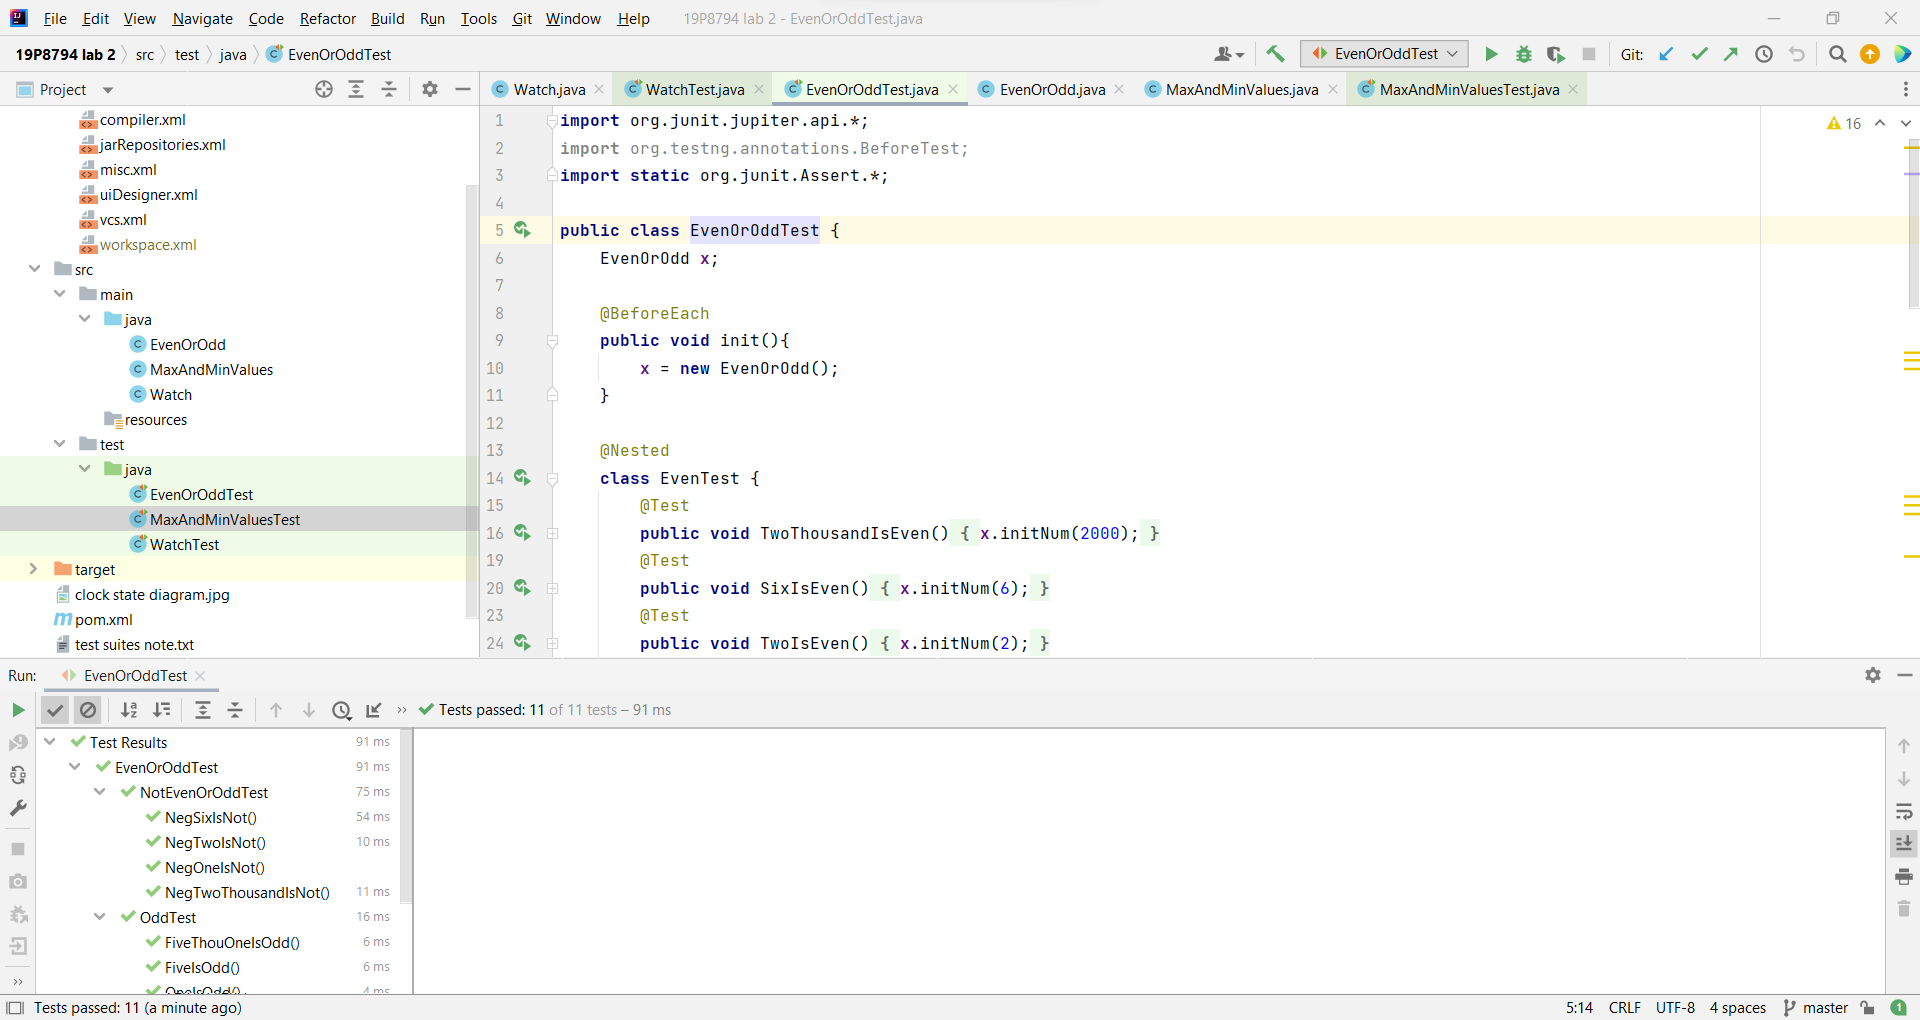 File Edit View Navigate Code Refactor Build Run Tools Git Window Help 19P8794 lab 2 - EvenOrOddTest.java
19P8794 lab 2 src test java EvenOrOddTest EvenOrOddTest Git:
Project
Watch.java WatchTest.java EvenOrOddTest.java EvenOrOdd.java MaxAndMinValues.java MaxAndMinValuesTest.java
compiler.xml
jarRepositories.xml
misc.xml
uiDesigner.xml
vcs.xml
workspace.xml
src
main
java
EvenOrOdd
MaxAndMinValues
Watch
resources
test
java
EvenOrOddTest
MaxAndMinValuesTest
WatchTest
target
clock state diagram.jpg
pom.xml
test suites note.txt
16
1 import org.junit.jupiter.api.*;
2 import org.testng.annotations.BeforeTest;
3 import static org.junit.Assert.*;
4
5 public class EvenOrOddTest {
6 EvenOrOdd x;
7
8 @BeforeEach
9 public void init(){
10 x = new EvenOrOdd();
11 }
12
13 @Nested
14 class EvenTest {
15 @Test
16 public void TwoThousandIsEven() { x.initNum(2000); }
19 @Test
20 public void SixIsEven() { x.initNum(6); }
23 @Test
24 public void TwoIsEven() { x.initNum(2); }
Run: EvenOrOddTest
Tests passed: 11 of 11 tests – 91 ms
Test Results 91 ms
EvenOrOddTest 91 ms
NotEvenOrOddTest 75 ms
NegSixIsNot() 54 ms
NegTwoIsNot() 10 ms
NegOneIsNot()
NegTwoThousandIsNot() 11 ms
OddTest 16 ms
FiveThouOneIsOdd() 6 ms
FiveIsOdd() 6 ms
OneIsOdd() 4 ms
Tests passed: 11 (a minute ago) 5:14 CRLF UTF-8 4 spaces master 1